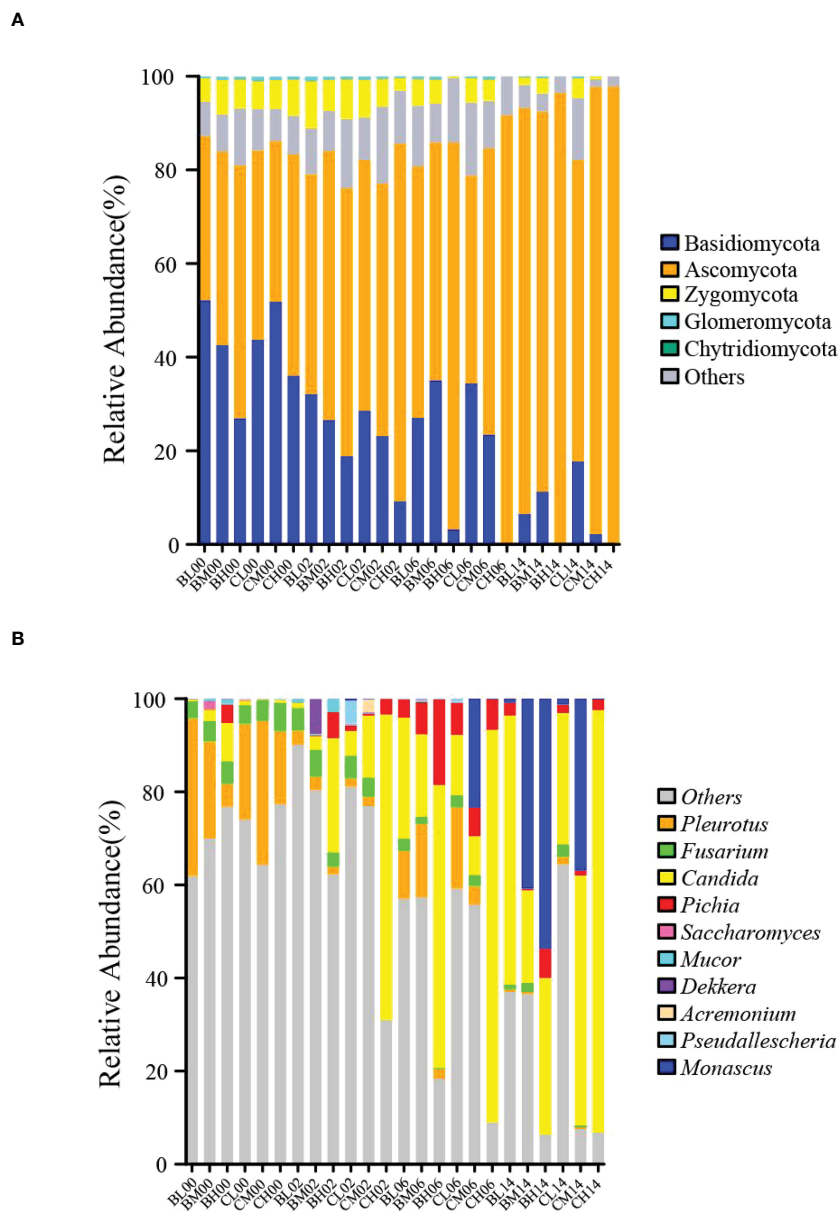 A
Relative Abundance(%)
100
80
60
40
20
0
BL00 BM00 BH00 CL00 CM00 CH00 BL02 BM02 BH02 CL02 CM02 CH02 BL06 BM06 BH06 CL06 CM06 CH06 BL14 BM14 BH14 CL14 CM14 CH14
Basidiomycota
Ascomycota
Zygomycota
Glomeromycota
Chytridiomycota
Others
B
Relative Abundance(%)
100
80
60
40
20
0
BL00 BM00 BH00 CL00 CM00 CH00 BL02 BM02 BH02 CL02 CM02 CH02 BL06 BM06 BH06 CL06 CM06 CH06 BL14 BM14 BH14 CL14 CM14 CH14
Others
Pleurotus
Fusarium
Candida
Pichia
Saccharomyces
Mucor
Dekkera
Acremonium
Pseudallescheria
Monascus